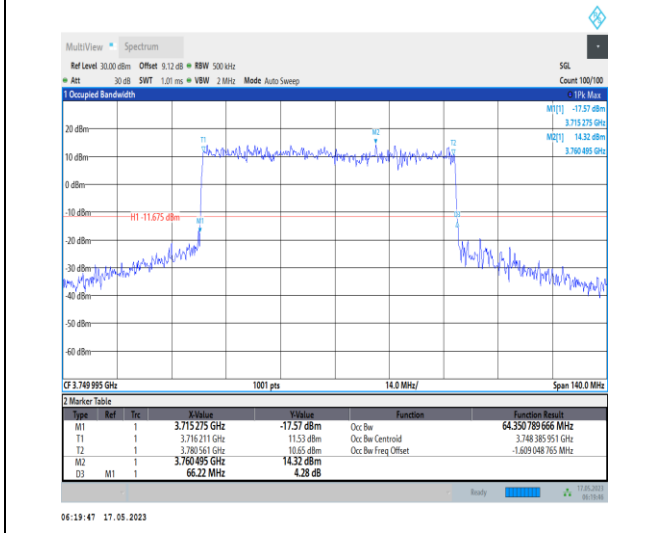 MultiView Spectrum
Ref Level 30.00 dBm Offset 9.12 dB RBW 500 kHz SGL
Att 30 dB SWT 1.01 ms VBW 2 MHz Mode Auto Sweep Count 100/100
1 Occupied Bandwidth 1Pk Max
M1[1] -17.57 dBm
3.715 275 GHz
M2[1] 14.32 dBm
3.760 495 GHz
20 dBm
T1 M2 T2
10 dBm
0 dBm
-10 dBm
H1 -11.675 dBm
M1 D3
-20 dBm
-30 dBm
-40 dBm
-50 dBm
-60 dBm
CF 3.749 995 GHz 1001 pts 14.0 MHz/ Span 140.0 MHz
2 Marker Table
Type Ref Trc X-Value Y-Value Function Function Result
M1 1 3.715 275 GHz -17.57 dBm Occ Bw 64.350 789 666 MHz
T1 1 3.716 211 GHz 11.53 dBm Occ Bw Centroid 3.748 385 951 GHz
T2 1 3.780 561 GHz 10.65 dBm Occ Bw Freq Offset -1.609 048 765 MHz
M2 1 3.760 495 GHz 14.32 dBm
D3 M1 1 66.22 MHz 4.28 dB
Ready 17.05.2023
06:19:46
06:19:47 17.05.2023